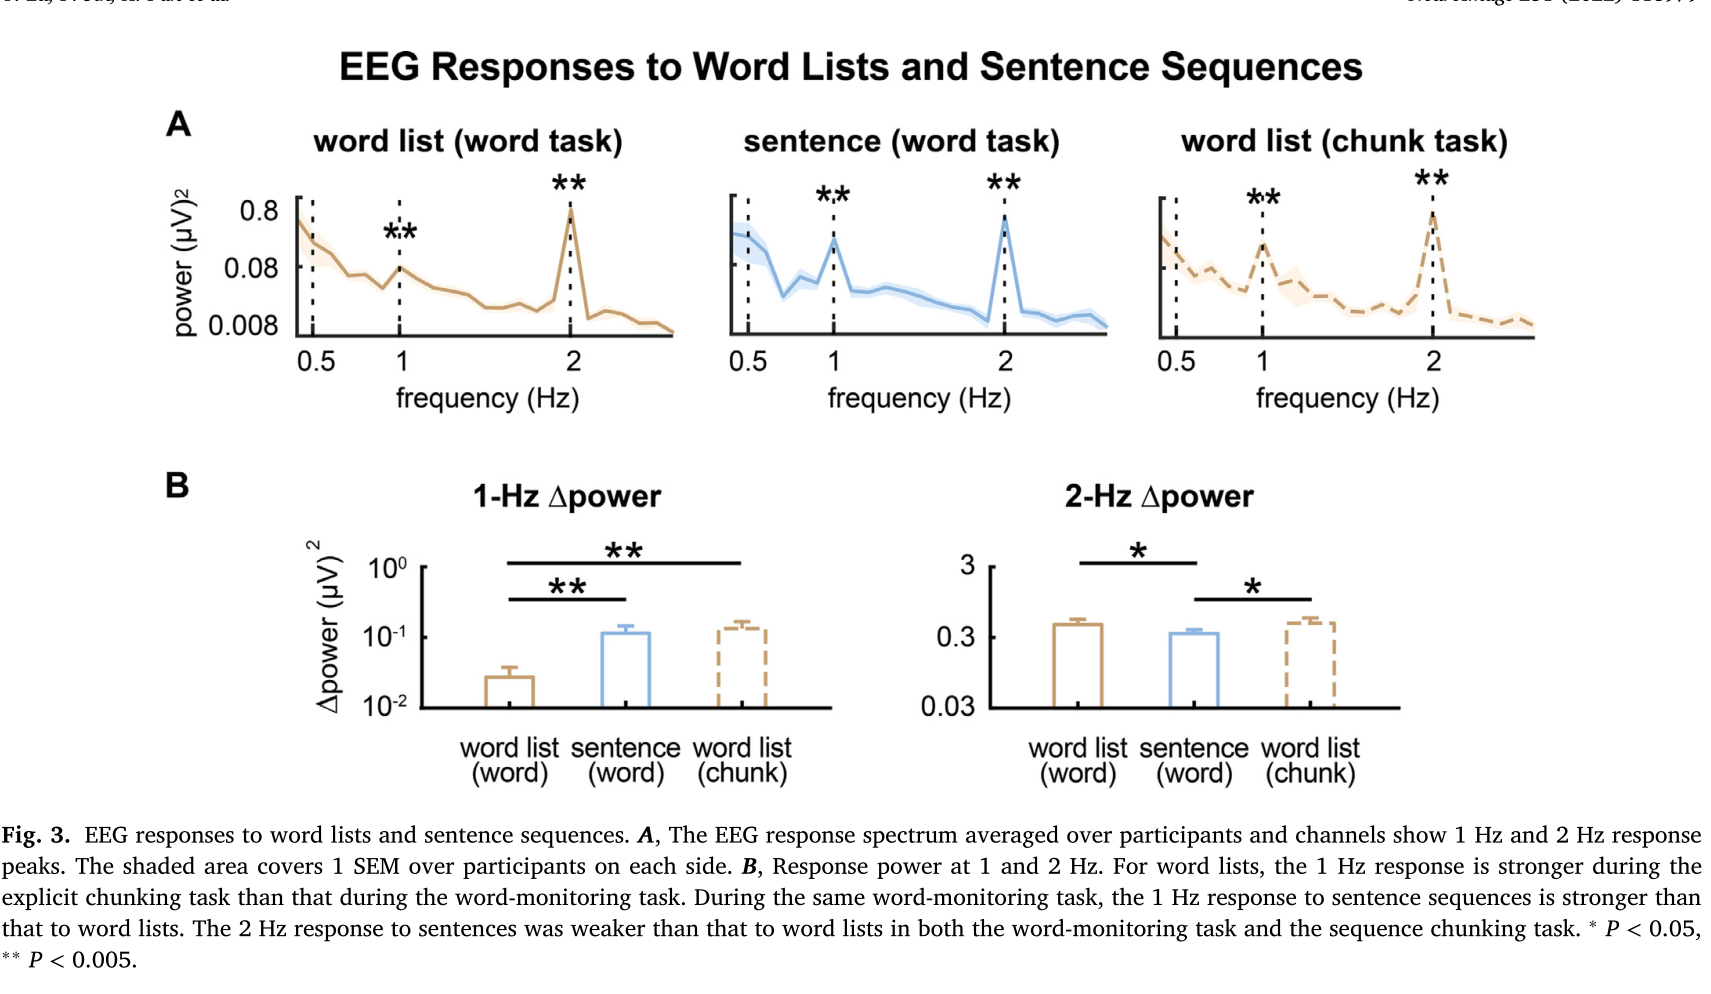 EEG Responses to Word Lists and Sentence Sequences
A
word list (word task)
sentence (word task)
word list (chunk task)
** ** ** ** ** **
power (μV)²
0.8
0.08
0.008
0.5 1 2
0.5 1 2
0.5 1 2
frequency (Hz)
frequency (Hz)
frequency (Hz)
B
1-Hz Δpower
2-Hz Δpower
Δpower (μV)²
10⁰
10⁻¹
10⁻²
**
**
word list (word)
sentence (word)
word list (chunk)
3
0.3
0.03
*
*
word list (word)
sentence (word)
word list (chunk)
Fig. 3. EEG responses to word lists and sentence sequences. A, The EEG response spectrum averaged over participants and channels show 1 Hz and 2 Hz response
peaks. The shaded area covers 1 SEM over participants on each side. B, Response power at 1 and 2 Hz. For word lists, the 1 Hz response is stronger during the
explicit chunking task than that during the word-monitoring task. During the same word-monitoring task, the 1 Hz response to sentence sequences is stronger than
that to word lists. The 2 Hz response to sentences was weaker than that to word lists in both the word-monitoring task and the sequence chunking task. * P < 0.05,
** P < 0.005.